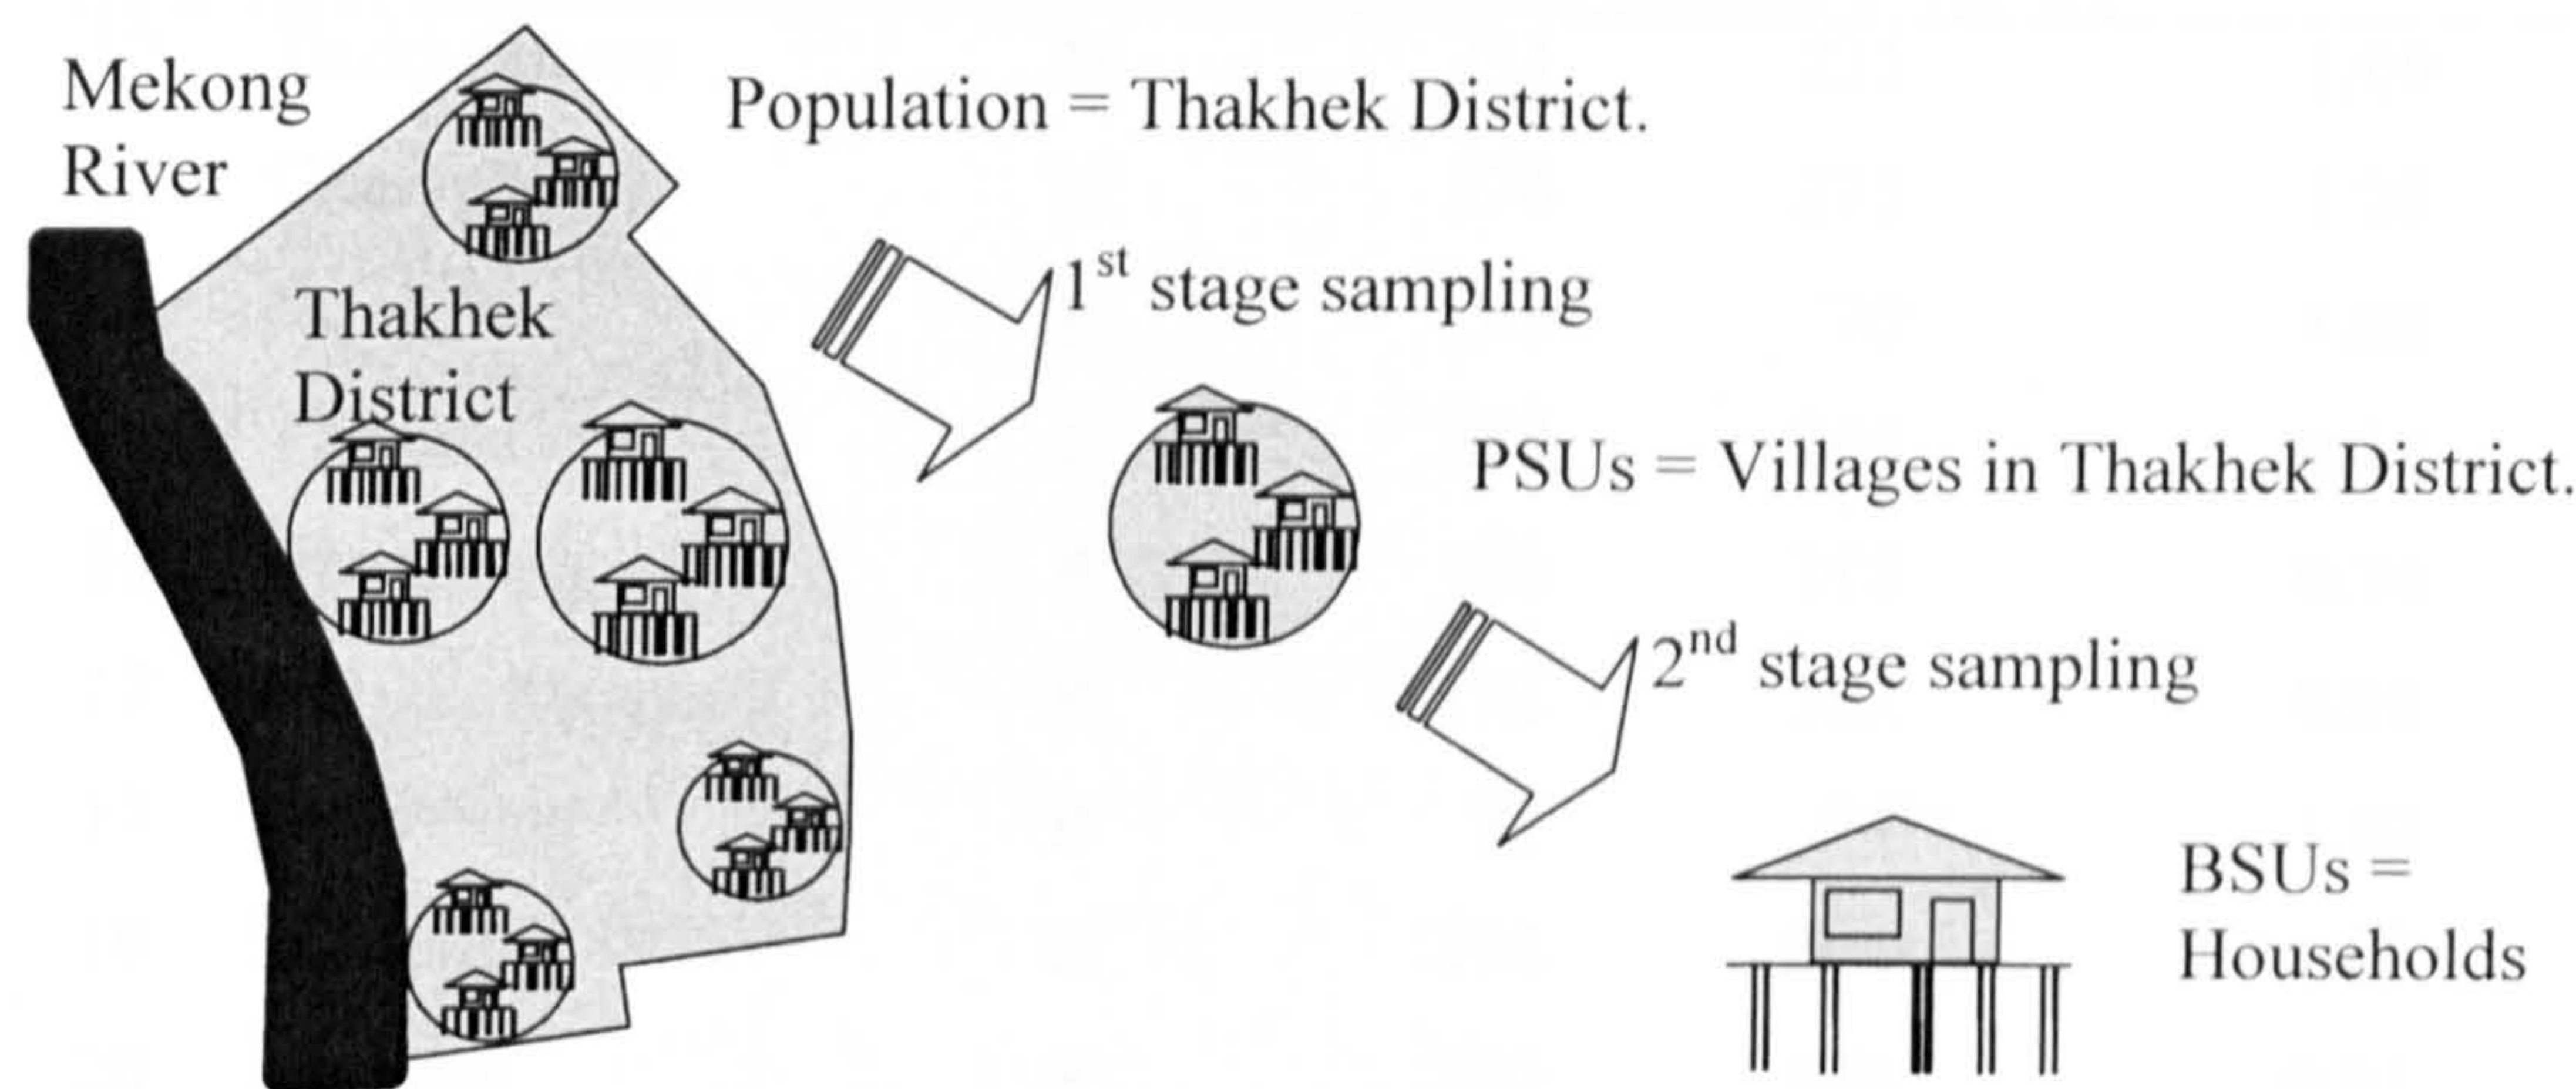 Mekong
River
Population = Thakhek District.
1st stage sampling
Thakhek
District
PSUs = Villages in Thakhek District.
2nd stage sampling
BSUs =
Households